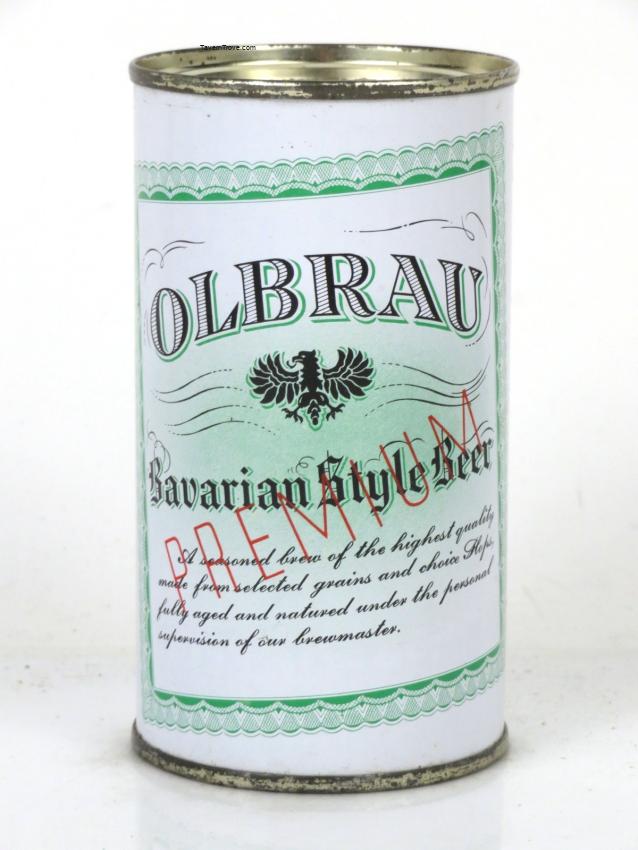 TavernTrove.com
OLBRAU
Bavarian Style Beer
PREMIUM
A seasoned brew of the highest quality
made from selected grains and choice Hops,
fully aged and natured under the personal
supervision of our brewmaster.